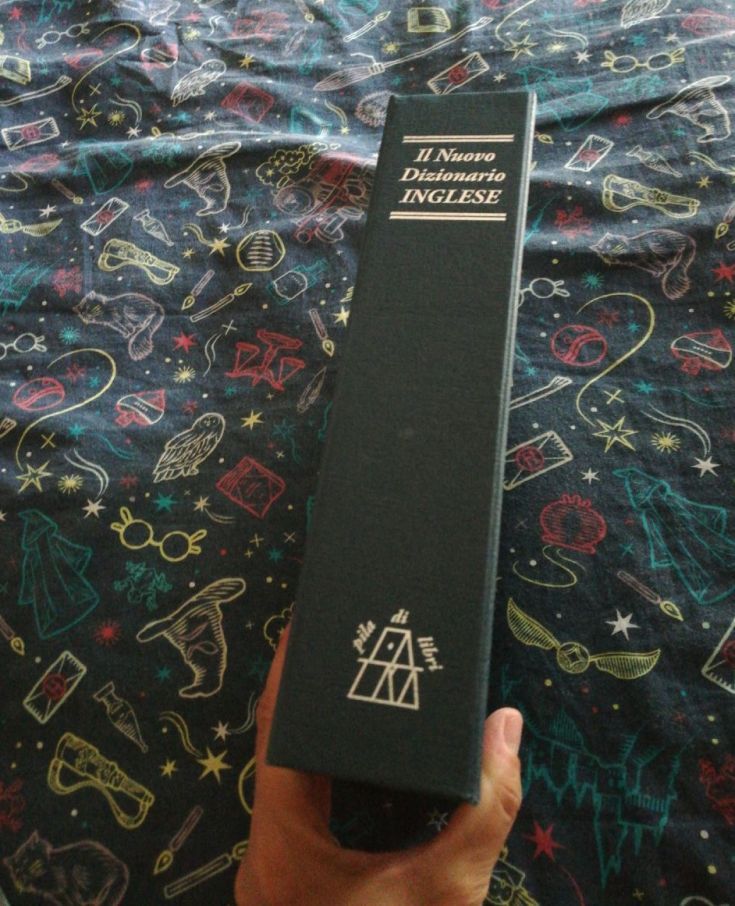 Il Nuovo
Dizionario
INGLESE
pila di libri